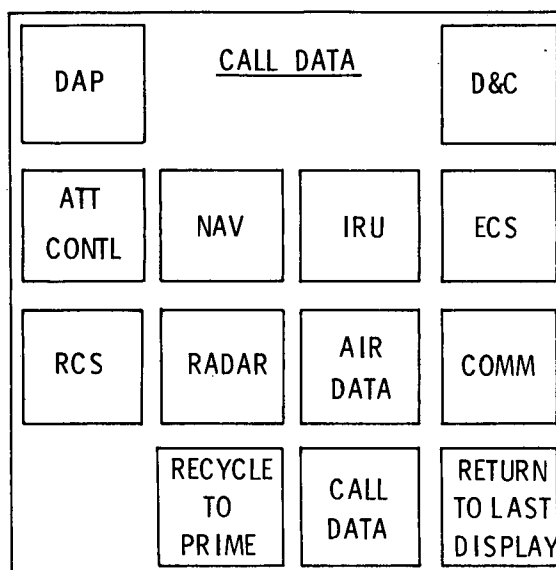 CALL DATA
DAP
D&C
ATT
CONTL
NAV
IRU
ECS
RCS
RADAR
AIR
DATA
COMM
RECYCLE
TO
PRIME
CALL
DATA
RETURN
TO LAST
DISPLAY